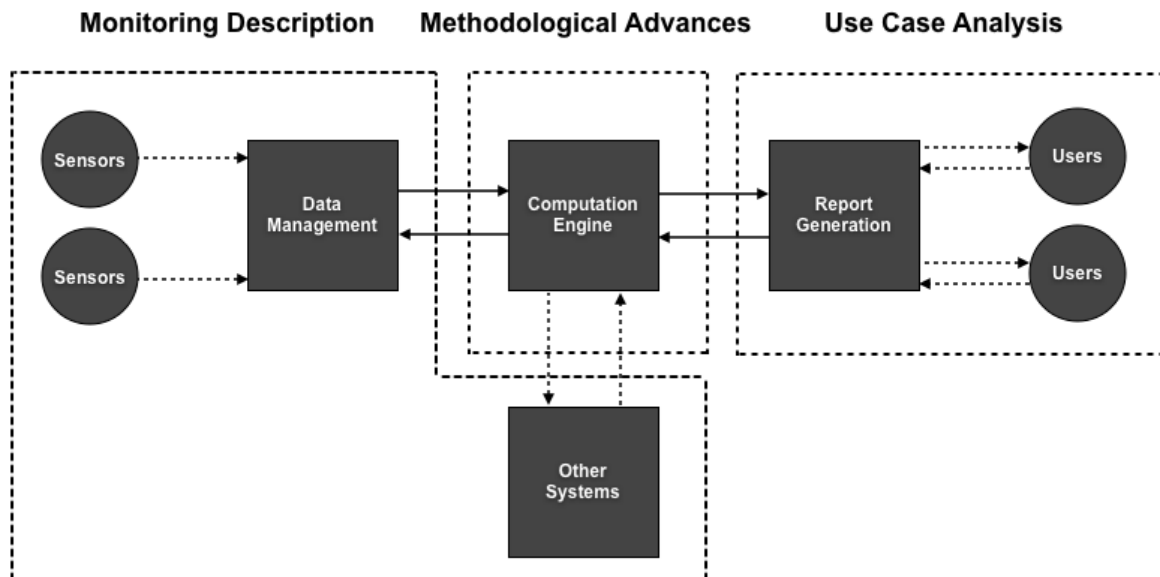 Monitoring Description
Methodological Advances
Use Case Analysis
Sensors
Sensors
Data
Management
Computation
Engine
Report
Generation
Users
Users
Other
Systems